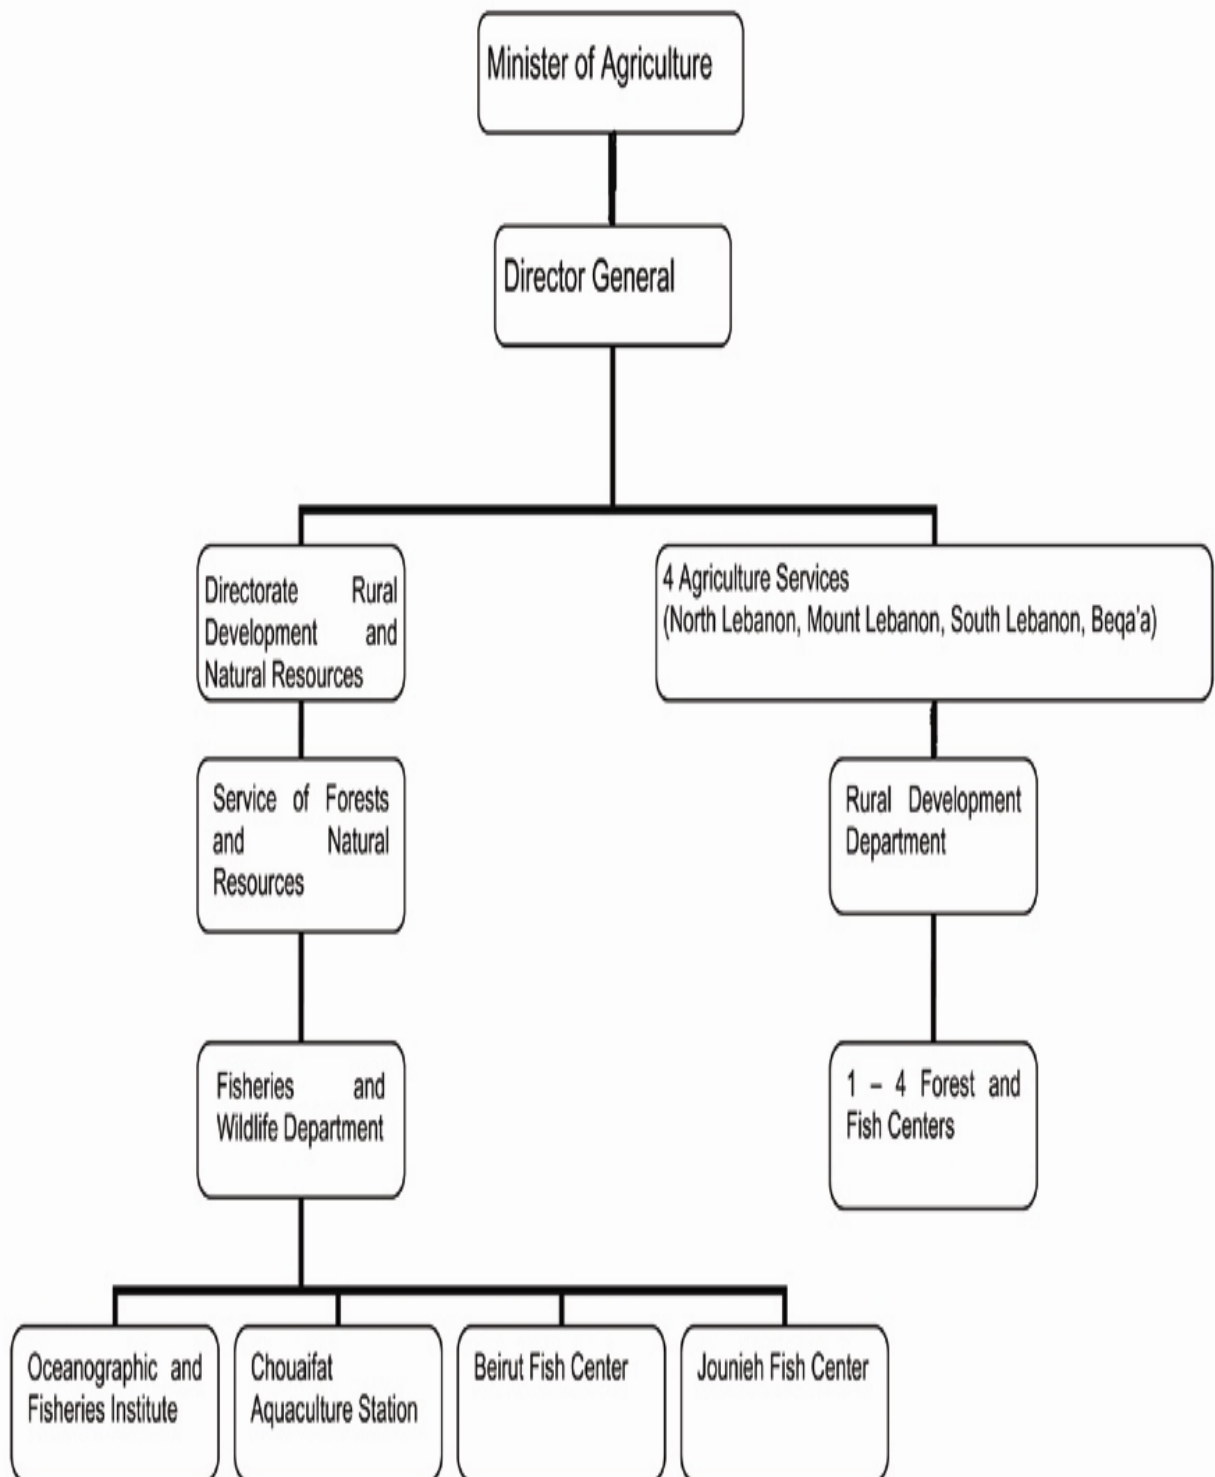 Minister of Agriculture
Director General
Directorate Rural
Development and
Natural Resources
4 Agriculture Services
(North Lebanon, Mount Lebanon, South Lebanon, Beqa'a)
Service of Forests
and Natural
Resources
Rural Development
Department
Fisheries and
Wildlife Department
1 – 4 Forest and
Fish Centers
Oceanographic and
Fisheries Institute
Chouaifat
Aquaculture Station
Beirut Fish Center
Jounieh Fish Center